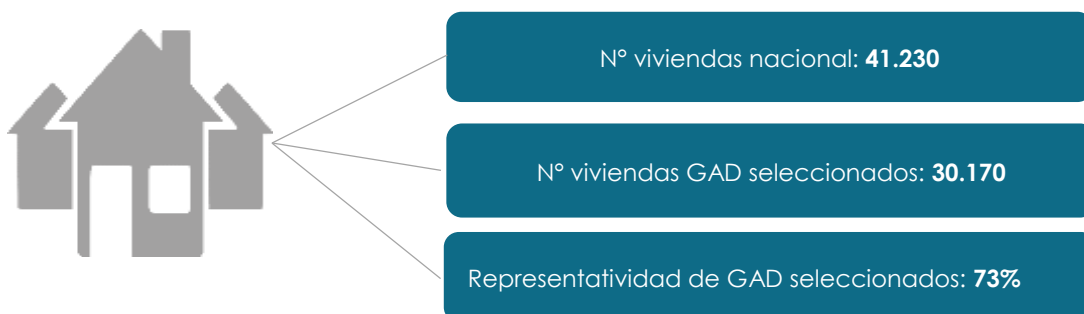 N° viviendas nacional: 41.230
N° viviendas GAD seleccionados: 30.170
Representatividad de GAD seleccionados: 73%